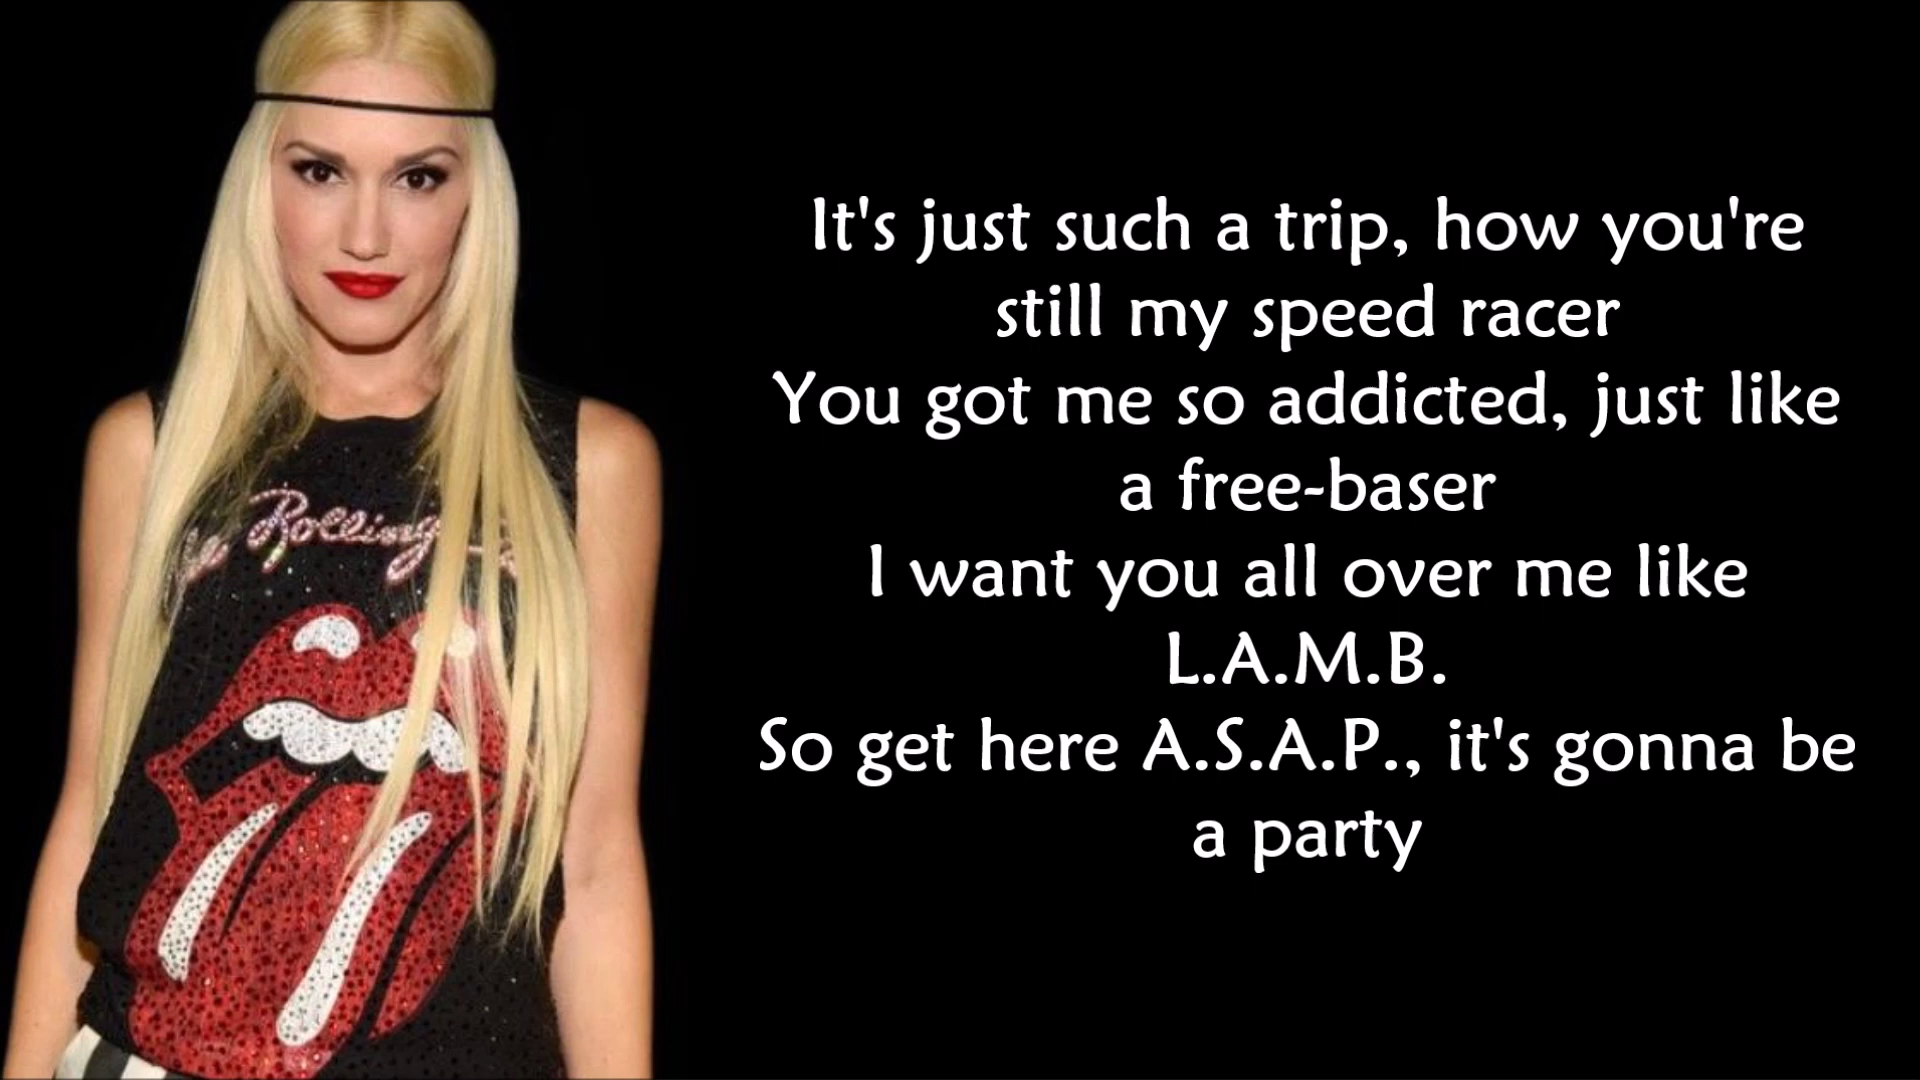 Rolling
It's just such a trip, how you're
still my speed racer
You got me so addicted, just like
a free-baser
I want you all over me like
L.A.M.B.
So get here A.S.A.P., it's gonna be
a party